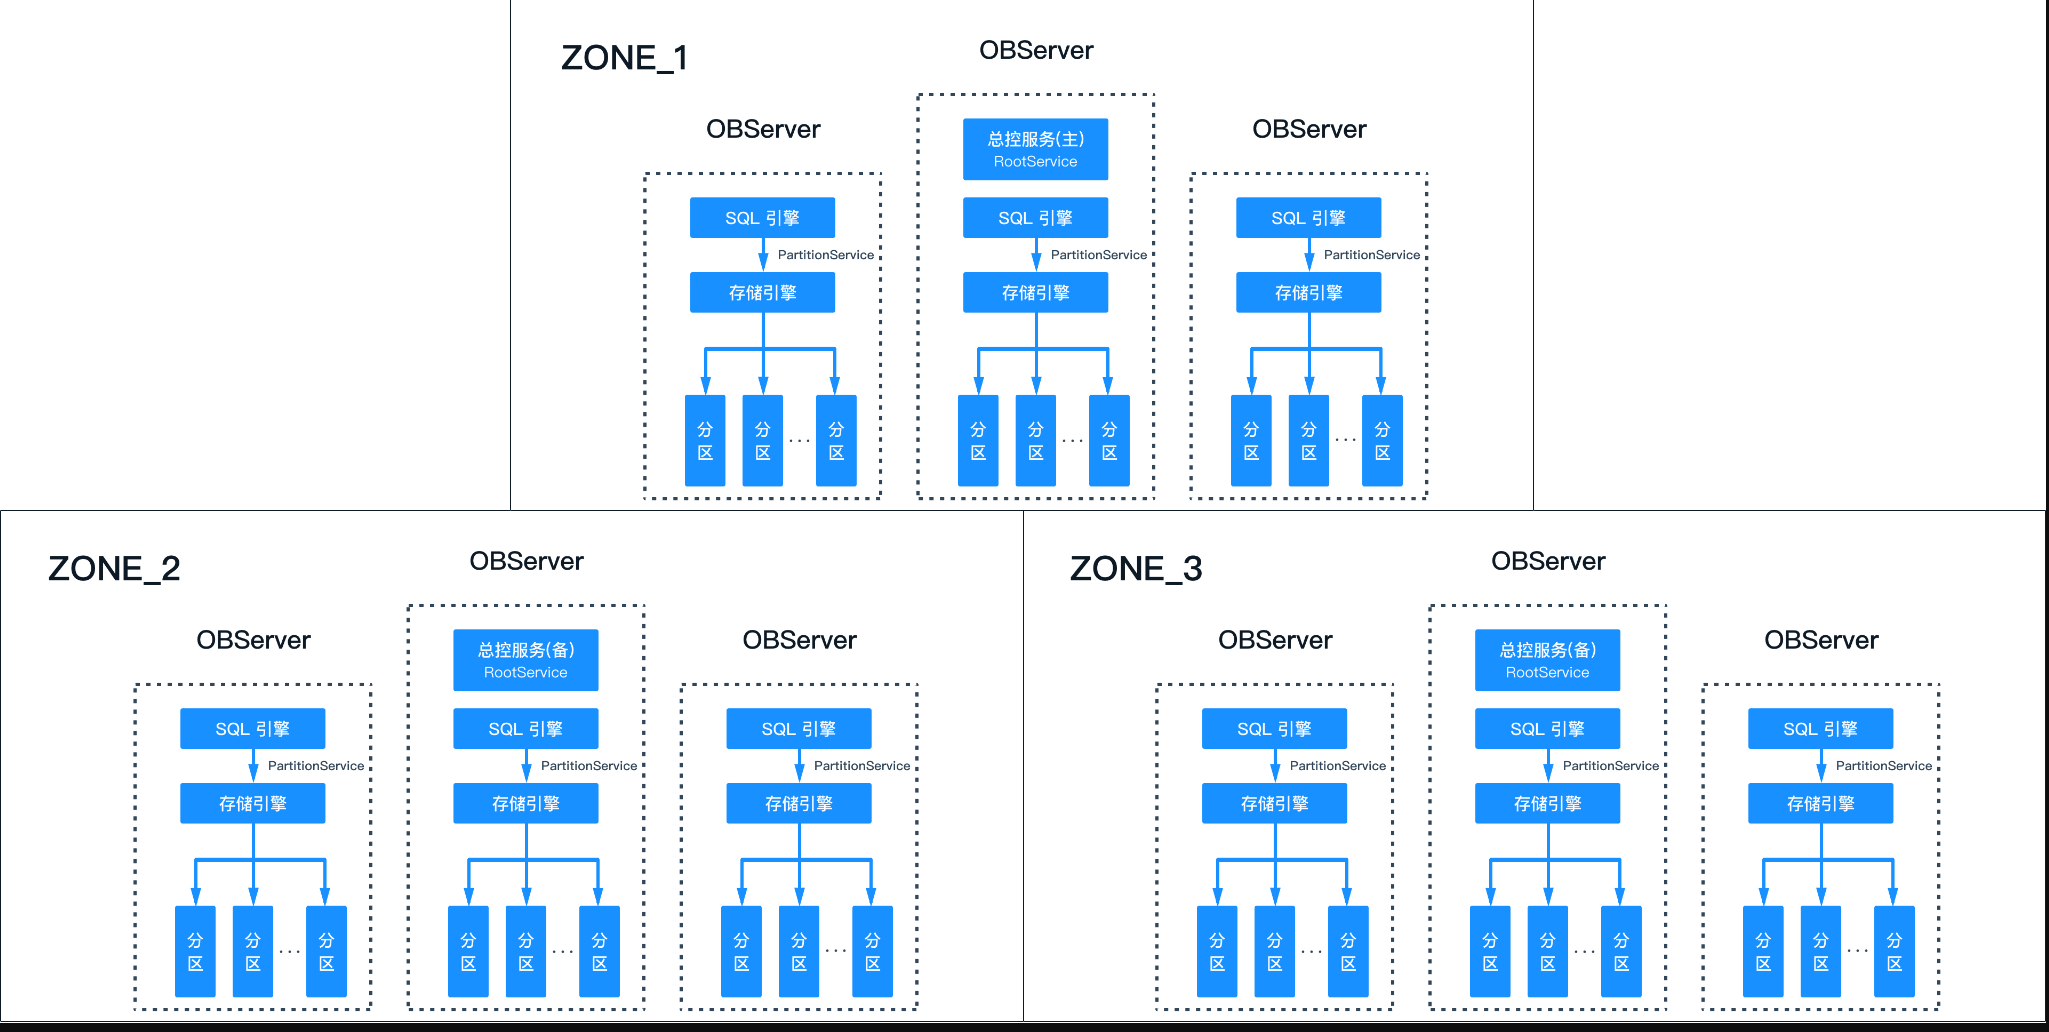 ZONE_1
OBServer
OBServer
OBServer
总控服务(主)
RootService
SQL 引擎
SQL 引擎
SQL 引擎
PartitionService
PartitionService
PartitionService
存储引擎
存储引擎
存储引擎
分区
分区
...
分区
分区
分区
...
分区
分区
分区
...
分区
ZONE_2
OBServer
OBServer
OBServer
总控服务(备)
RootService
SQL 引擎
SQL 引擎
SQL 引擎
PartitionService
PartitionService
PartitionService
存储引擎
存储引擎
存储引擎
分区
分区
...
分区
分区
分区
...
分区
分区
分区
...
分区
ZONE_3
OBServer
OBServer
OBServer
总控服务(备)
RootService
SQL 引擎
SQL 引擎
SQL 引擎
PartitionService
PartitionService
PartitionService
存储引擎
存储引擎
存储引擎
分区
分区
...
分区
分区
分区
...
分区
分区
分区
...
分区